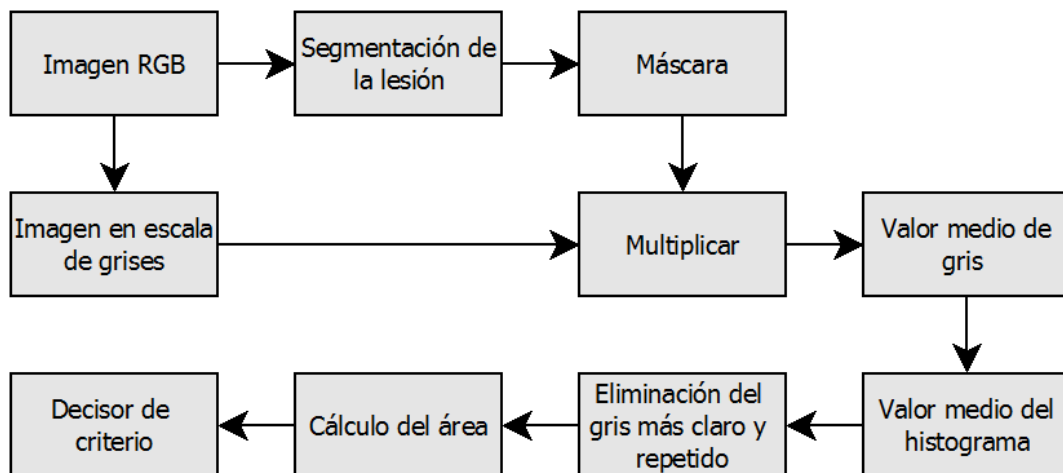 Imagen RGB
Segmentación de
la lesión
Máscara
Imagen en escala
de grises
Multiplicar
Valor medio de
gris
Decisor de
criterio
Cálculo del área
Eliminación del
gris más claro y
repetido
Valor medio del
histograma